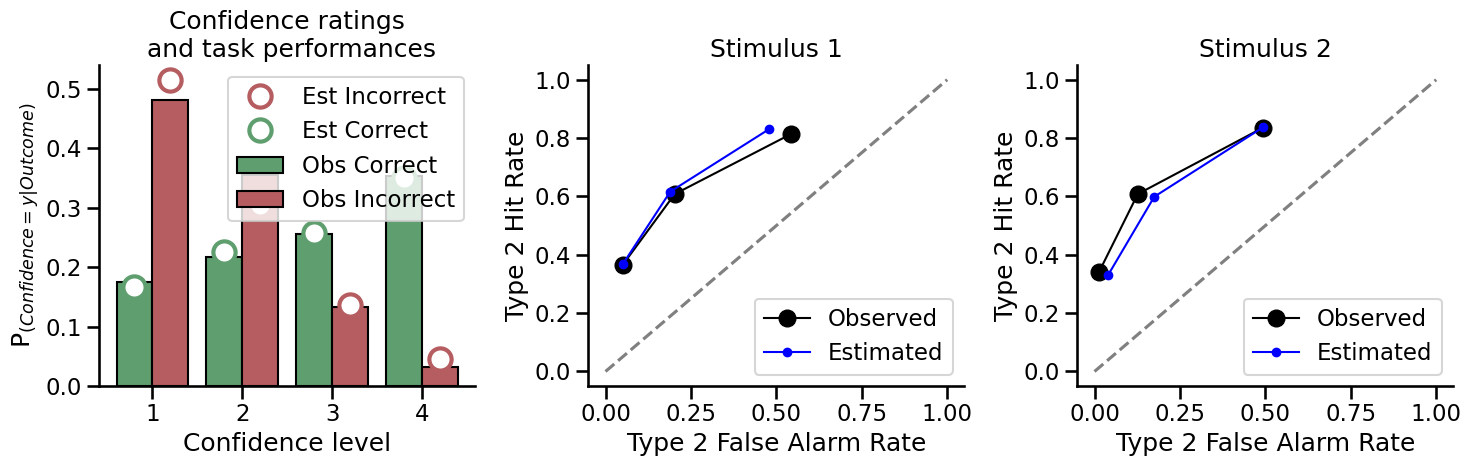 Confidence ratings
and task performances
P(Confidence = y|Outcome)
0.5
0.4
0.3
0.2
0.1
0.0
Est Incorrect
Est Correct
Obs Correct
Obs Incorrect
1 2 3 4
Confidence level
Stimulus 1
Type 2 Hit Rate
1.0
0.8
0.6
0.4
0.2
0.0
Observed
Estimated
0.00 0.25 0.50 0.75 1.00
Type 2 False Alarm Rate
Stimulus 2
Type 2 Hit Rate
1.0
0.8
0.6
0.4
0.2
0.0
Observed
Estimated
0.00 0.25 0.50 0.75 1.00
Type 2 False Alarm Rate